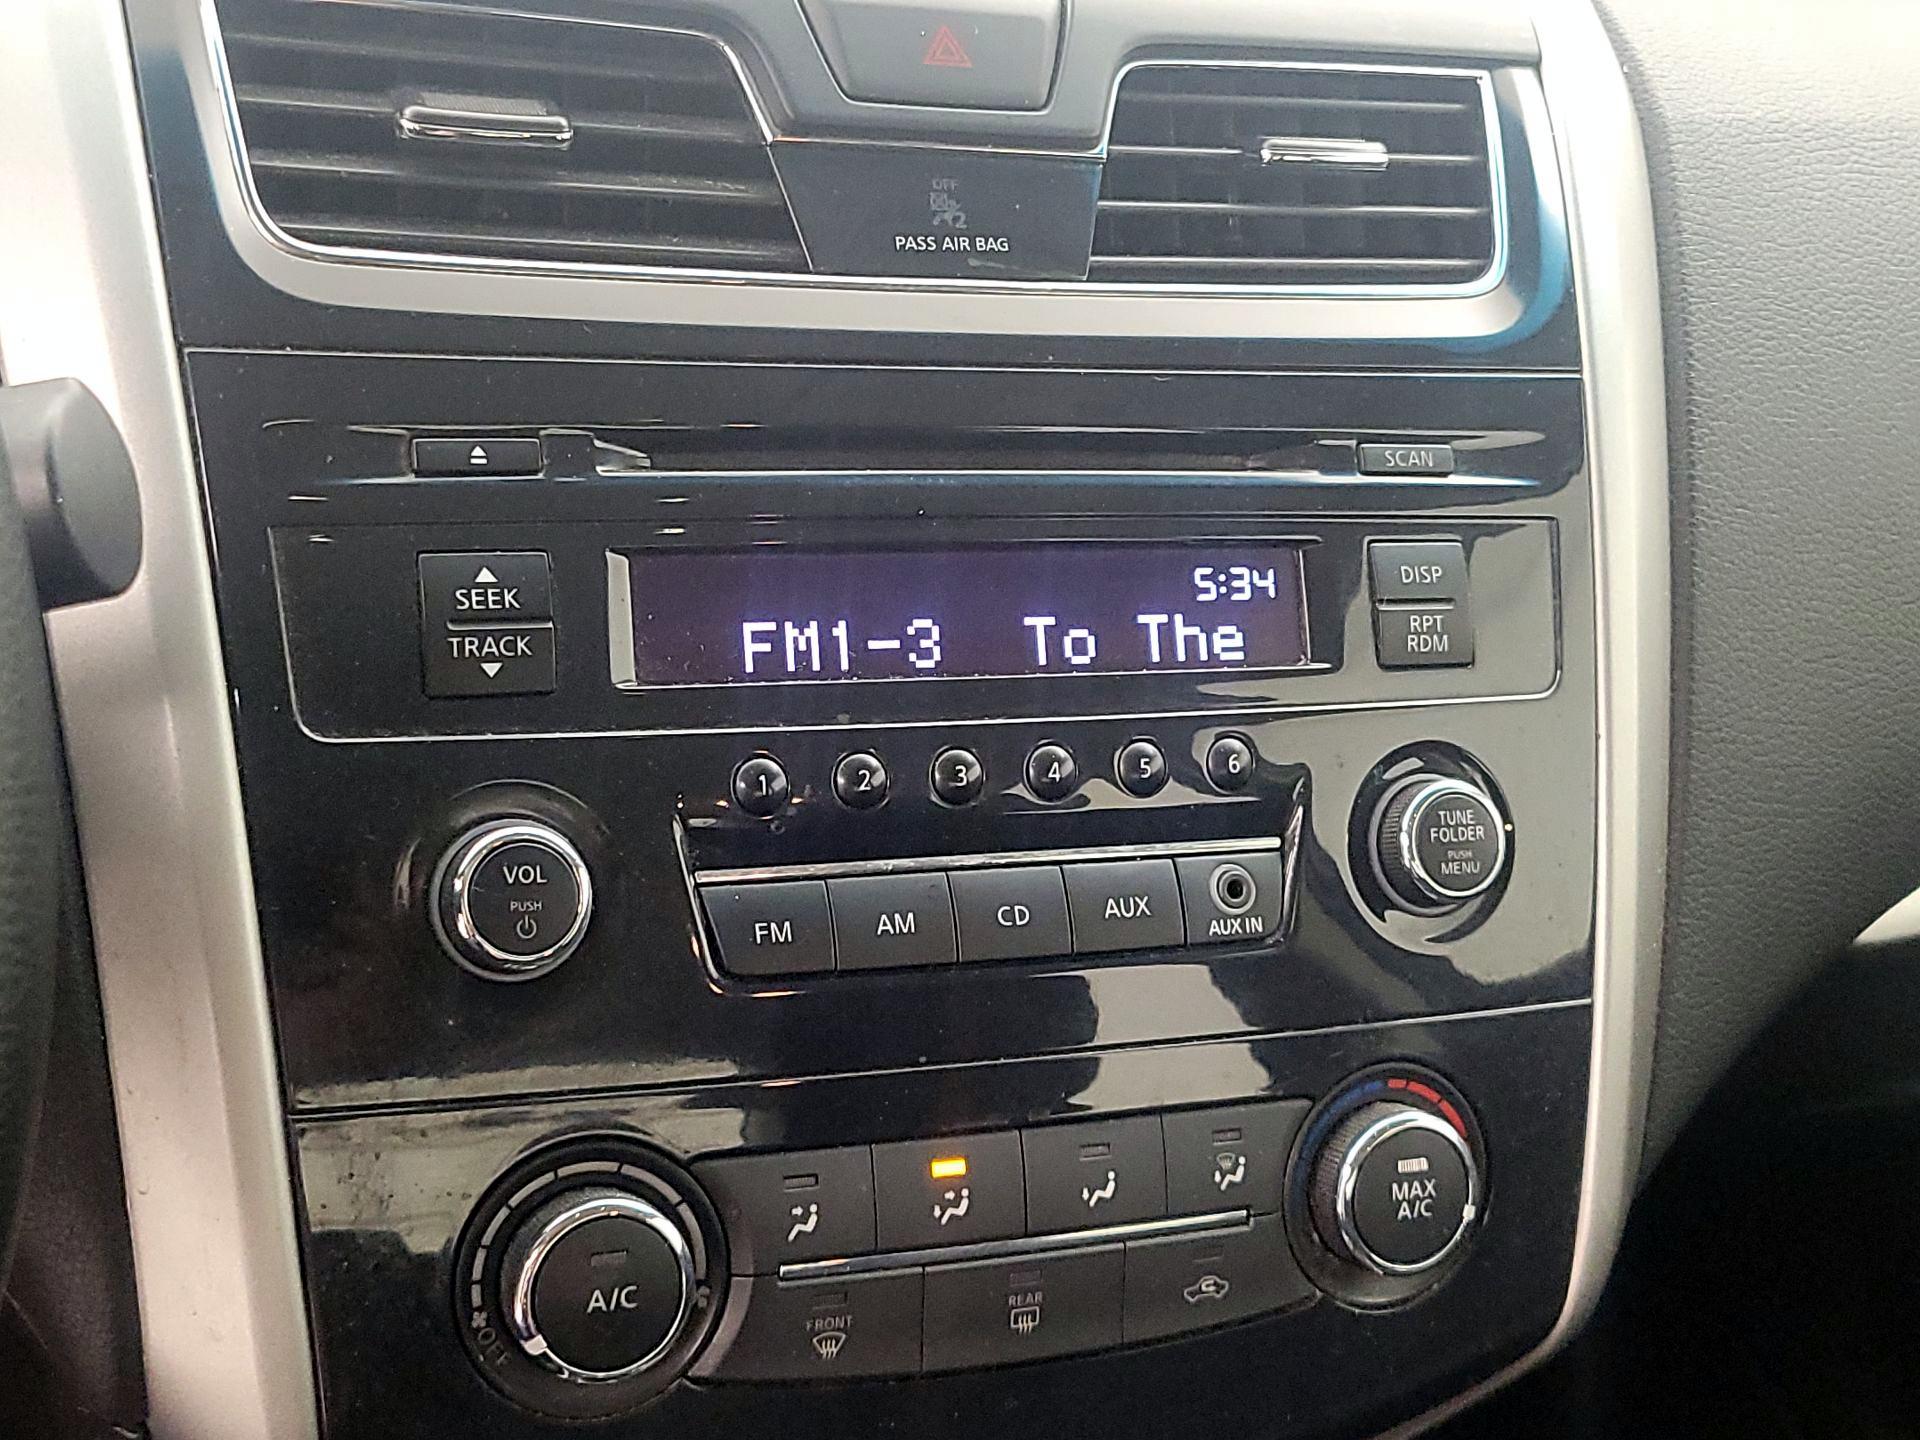 OFF
2
PASS AIR BAG
SCAN
SEEK
TRACK
5:34
FM1-3 To The
DISP
RPT
RDM
1 2 3 4 5 6
VOL
PUSH
TUNE
FOLDER
PUSH
MENU
FM AM CD AUX
AUX IN
A/C
OFF
MAX
A/C
FRONT
REAR